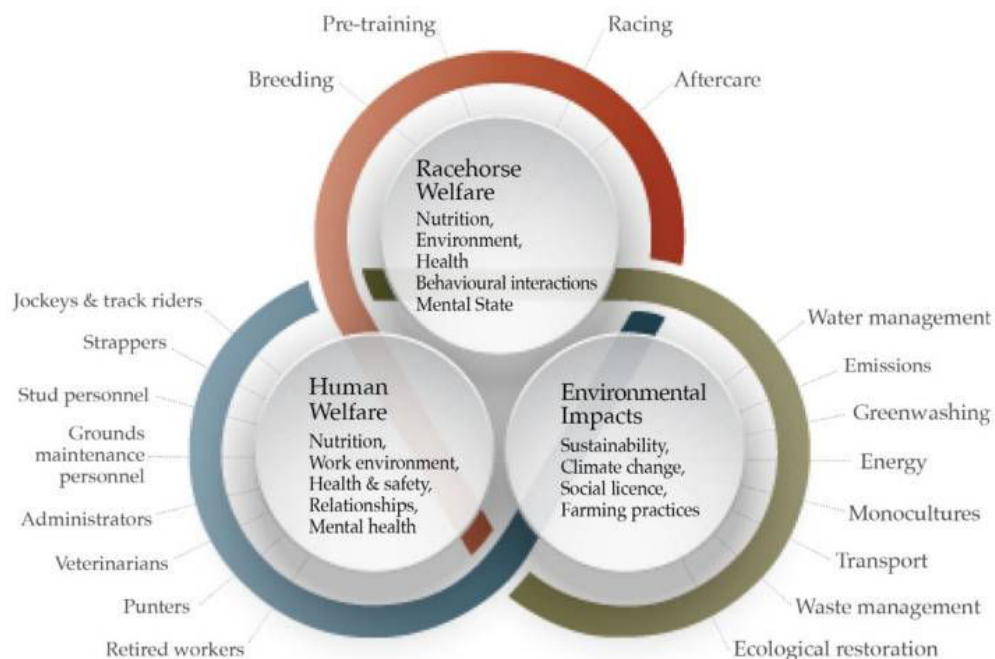 Pre-training
Racing
Breeding
Aftercare
Racehorse
Welfare
Nutrition,
Environment,
Health
Behavioural interactions
Mental State
Jockeys & track riders
Strappers
Stud personnel
Grounds
maintenance
personnel
Administrators
Veterinarians
Punters
Retired workers
Human
Welfare
Nutrition,
Work environment,
Health & safety,
Relationships,
Mental health
Environmental
Impacts
Sustainability,
Climate change,
Social licence,
Farming practices
Water management
Emissions
Greenwashing
Energy
Monocultures
Transport
Waste management
Ecological restoration